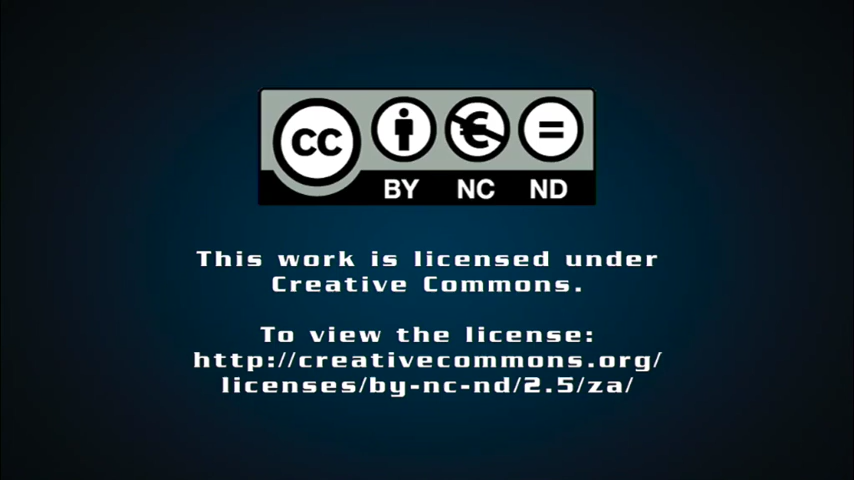 CC
BY NC ND
This work is licensed under
Creative Commons.
To view the license:
http://creativecommons.org/
licenses/by-nc-nd/2.5/za/